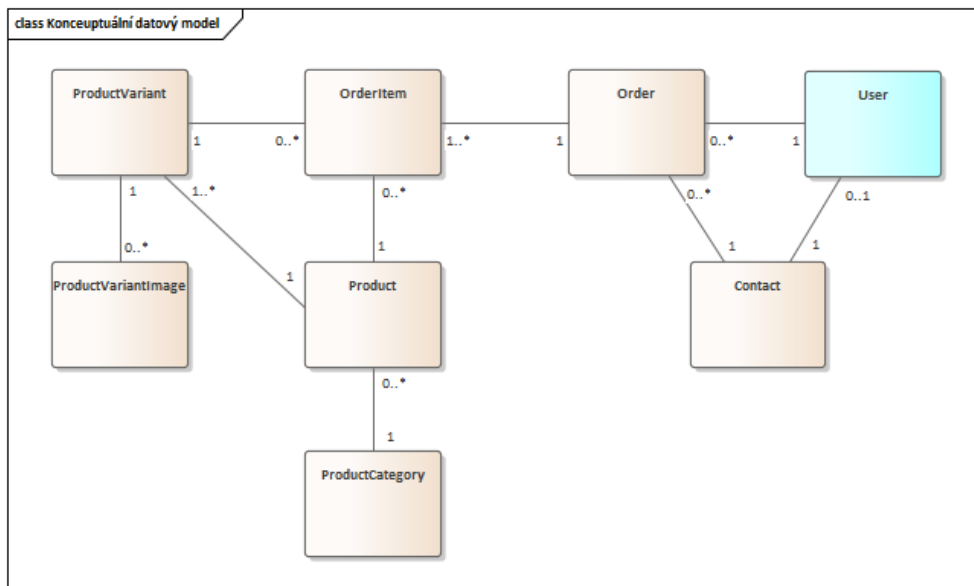 class Konceuptuální datový model
ProductVariant
OrderItem
Order
User
1
0..*
1..*
1
0..*
1
1
1..*
0..*
0..*
0..1
0..*
1
1
1
1
ProductVariantImage
Product
Contact
0..*
1
ProductCategory